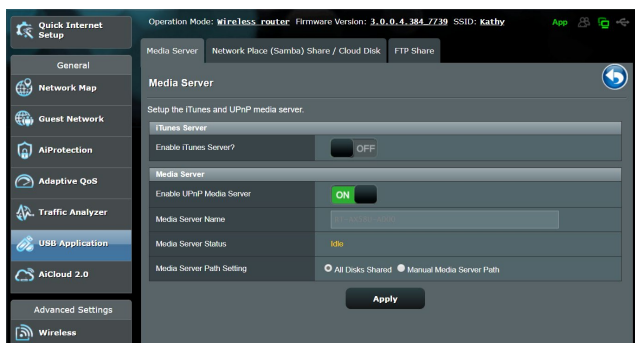 Quick Internet
Setup
Operation Mode: Wireless router Firmware Version: 3.0.0.4.384_7739 SSID: Kathy App
Media Server Network Place (Samba) Share / Cloud Disk FTP Share
General
Network Map
Guest Network
AiProtection
Adaptive QoS
Traffic Analyzer
USB Application
AiCloud 2.0
Advanced Settings
Wireless
Media Server
Setup the iTunes and UPnP media server.
iTunes Server
Enable iTunes Server? OFF
Media Server
Enable UPnP Media Server ON
Media Server Name
Media Server Status Idle
Media Server Path Setting All Disks Shared Manual Media Server Path
Apply